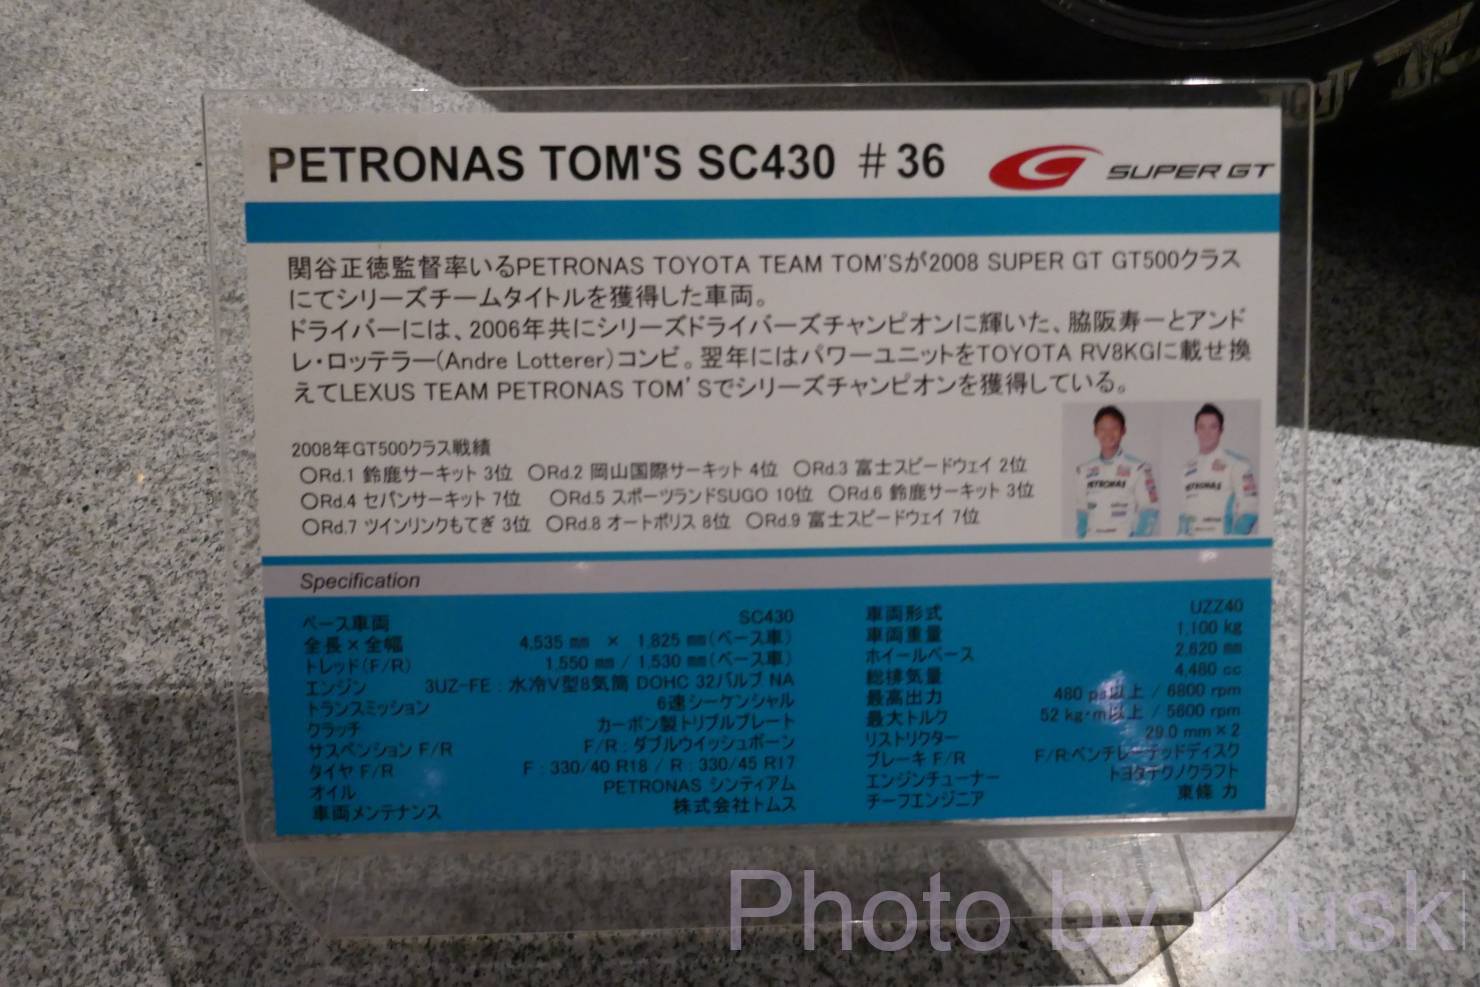 PETRONAS TOM'S SC430 #36
SUPER GT
関谷正徳監督率いるPETRONAS TOYOTA TEAM TOM'Sが2008 SUPER GT GT500クラス
にてシリーズチームタイトルを獲得した車両。
ドライバーには、2006年共にシリーズドライバーズチャンピオンに輝いた、脇阪寿一とアンド
レ・ロッテラー(Andre Lotterer)コンビ。翌年にはパワーユニットをTOYOTA RV8KGに載せ換
えてLEXUS TEAM PETRONAS TOM'Sでシリーズチャンピオンを獲得している。
2008年GT500クラス戦績
○Rd.1 鈴鹿サーキット 3位 ○Rd.2 岡山国際サーキット 4位 ○Rd.3 富士スピードウェイ 2位
○Rd.4 セパンサーキット 7位 ○Rd.5 スポーツランドSUGO 10位 ○Rd.6 鈴鹿サーキット 3位
○Rd.7 ツインリンクもてぎ 3位 ○Rd.8 オートポリス 8位 ○Rd.9 富士スピードウェイ 7位
PETRONAS
PETRONAS
Specification
ベース車両 SC430
全長×全幅 4,535 ㎜ × 1,825 ㎜(ベース車)
トレッド(F/R) 1,550 ㎜ / 1,530 ㎜(ベース車)
エンジン 3UZ-FE : 水冷V型8気筒 DOHC 32バルブ NA
トランスミッション 6速シーケンシャル
クラッチ カーボン製トリプルプレート
サスペンション F/R F/R : ダブルウイッシュボーン
タイヤ F/R F : 330/40 R18 / R : 330/45 R17
オイル PETRONAS シンティアム
車両メンテナンス 株式会社トムス
車両形式 UZZ40
車両重量 1,100 kg
ホイールベース 2,620 ㎜
総排気量 4,480 cc
最高出力 480 ps以上 / 6800 rpm
最大トルク 52 kg・m以上 / 5600 rpm
リストリクター 29.0 mm×2
ブレーキ F/R F/R:ベンチレーテッドディスク
エンジンチューナー トヨタテクノクラフト
チーフエンジニア 東條 力
Photo by